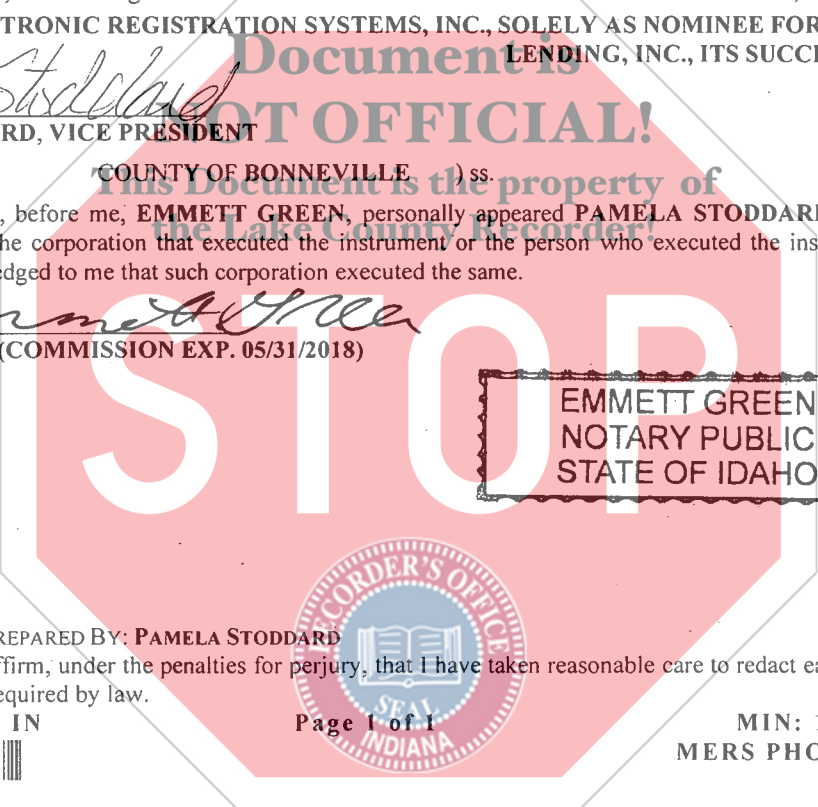 TRONIC REGISTRATION SYSTEMS, INC., SOLELY AS NOMINEE FOR
Document is
LENDING, INC., ITS SUCC
Stoddard
NOT OFFICIAL!
RD, VICE PRESIDENT
COUNTY OF BONNEVILLE ) ss.
This Document is the property of
, before me, EMMETT GREEN, personally appeared PAMELA STODDARD
the Lake County Recorder!
he corporation that executed the instrument or the person who executed the ins
edged to me that such corporation executed the same.
STOP
(COMMISSION EXP. 05/31/2018)
EMMETT GREEN
NOTARY PUBLIC
STATE OF IDAHO
RECORDER'S OFFICE
REPARED BY: PAMELA STODDARD
ffirm, under the penalties for perjury, that I have taken reasonable care to redact ea
equired by law.
SEAL
INDIANA
IN Page 1 of 1 MIN: 1
MERS PHO